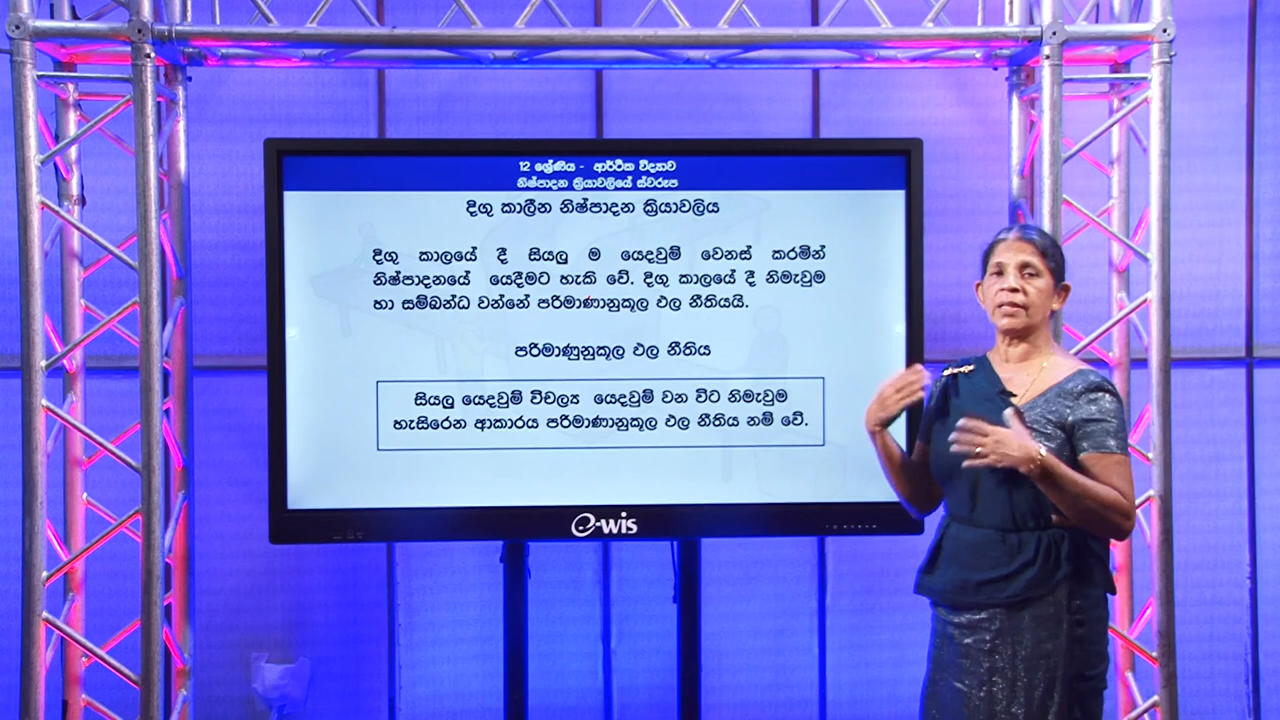 12 ශ්‍රේණිය - ආර්ථික විද්‍යාව
නිෂ්පාදන ක්‍රියාවලියේ ස්වරූප
දිගු කාලීන නිෂ්පාදන ක්‍රියාවලිය
දිගු කාලයේ දී සියලු ම යෙදවුම් වෙනස් කරමින්
නිෂ්පාදනයේ යෙදීමට හැකි වේ. දිගු කාලයේ දී නිමැවුම
හා සම්බන්ධ වන්නේ පරිමාණානුකූල ඵල නීතියයි.
පරිමාණුනුකූල ඵල නීතිය
සියලු යෙදවුම් විචල්‍ය යෙදවුම් වන විට නිමැවුම
හැසිරෙන ආකාරය පරිමාණානුකූල ඵල නීතිය නම් වේ.
e-wis